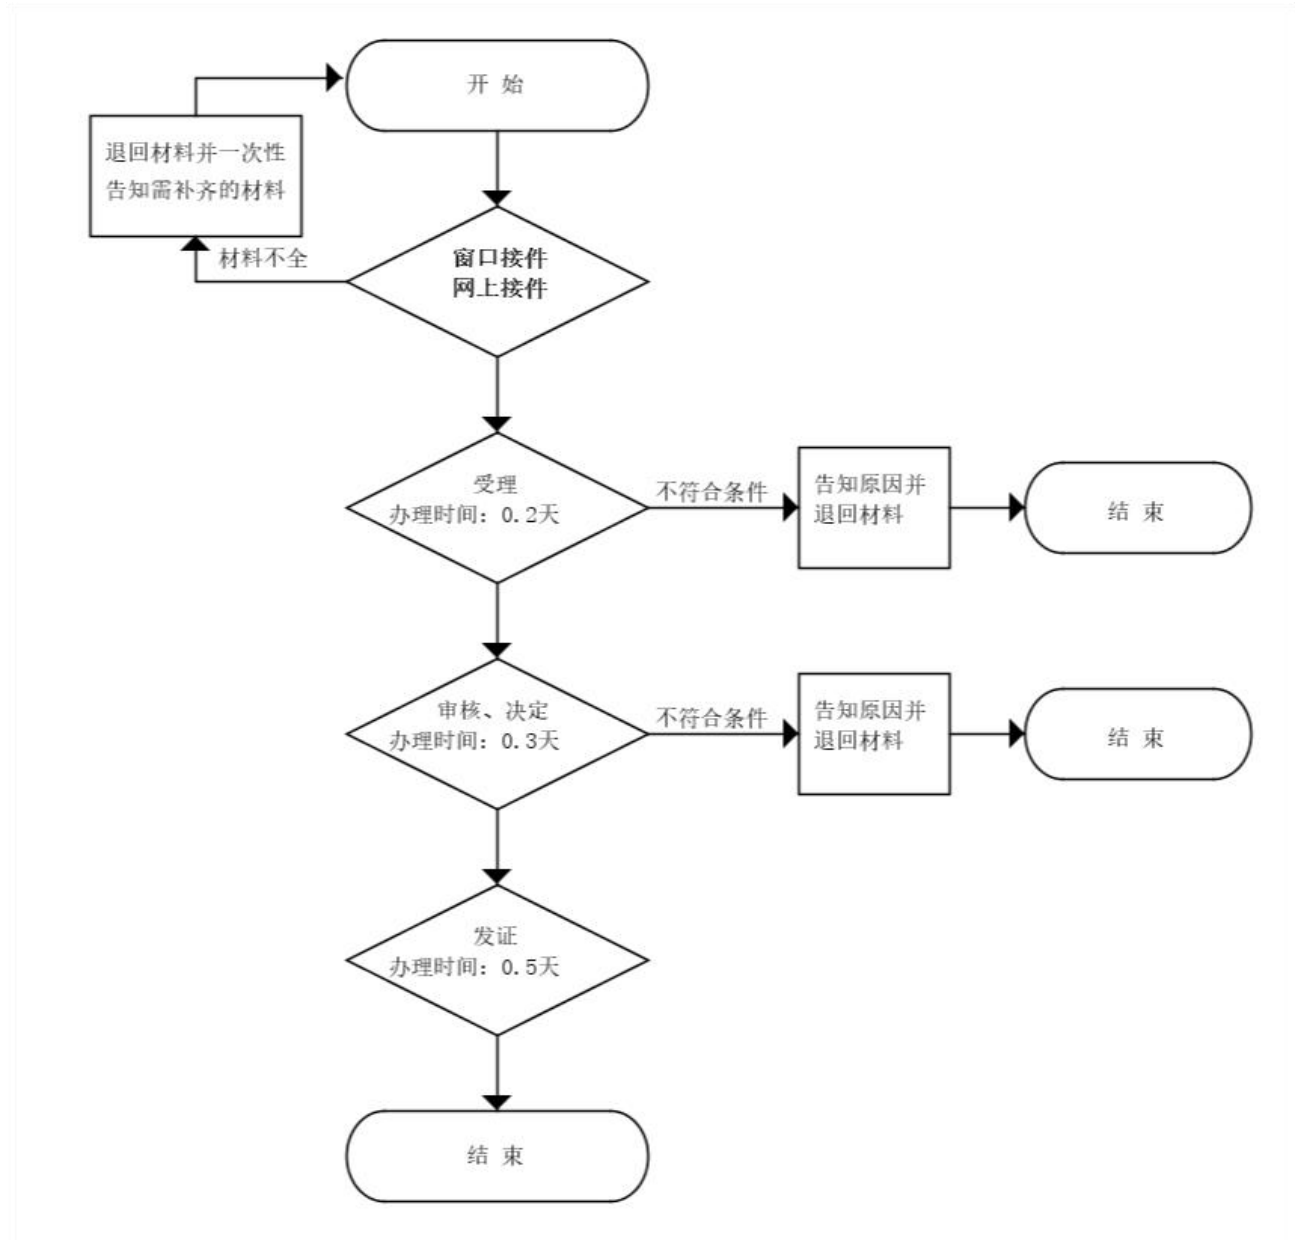 开 始
退回材料并一次性
告知需补齐的材料
材料不全
窗口接件
网上接件
受理
办理时间：0.2天
不符合条件
告知原因并
退回材料
结 束
审核、决定
办理时间：0.3天
不符合条件
告知原因并
退回材料
结 束
发证
办理时间：0.5天
结 束